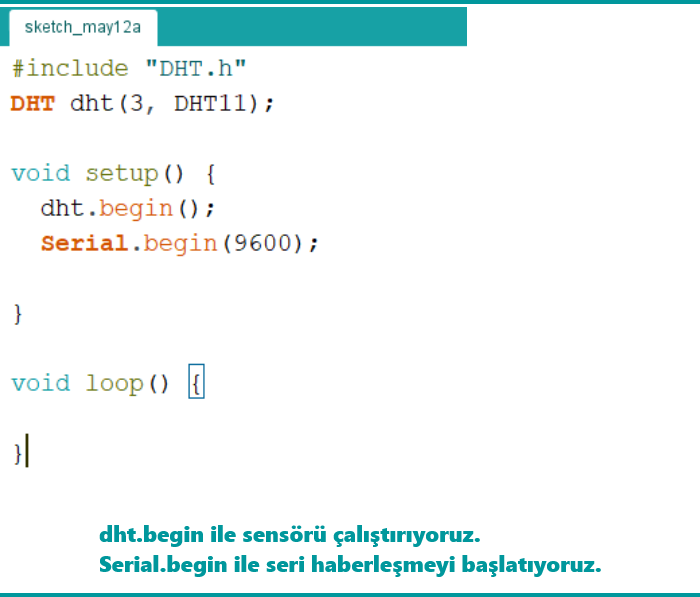 sketch_may12a
#include "DHT.h"
DHT dht(3, DHT11);
void setup() {
  dht.begin();
  Serial.begin(9600);
}
void loop() {
}
dht.begin ile sensörü çalıştırıyoruz.
Serial.begin ile seri haberleşmeyi başlatıyoruz.